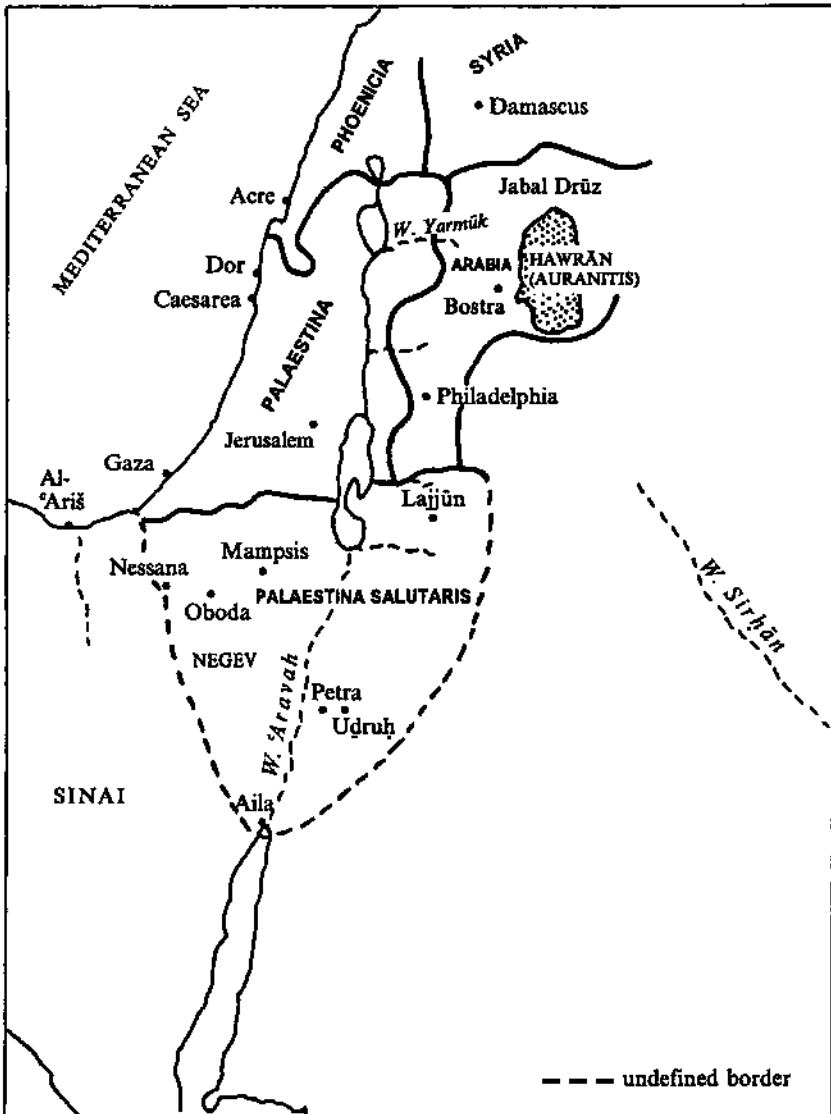 SYRIA
PHOENICIA
Damascus
MEDITERRANEAN SEA
Jabal Drūz
Acre
W. Yarmūk
Dor
ARABIA
HAWRĀN
(AURANITIS)
Caesarea
Bostra
PALAESTINA
Philadelphia
Jerusalem
Gaza
Al-
ʿAriš
Lajjūn
Mampsis
Nessana
PALAESTINA SALUTARIS
Oboda
W. Sirḥān
NEGEV
W. ʿAravah
Petra
Uḏruḥ
SINAI
Aila
undefined border